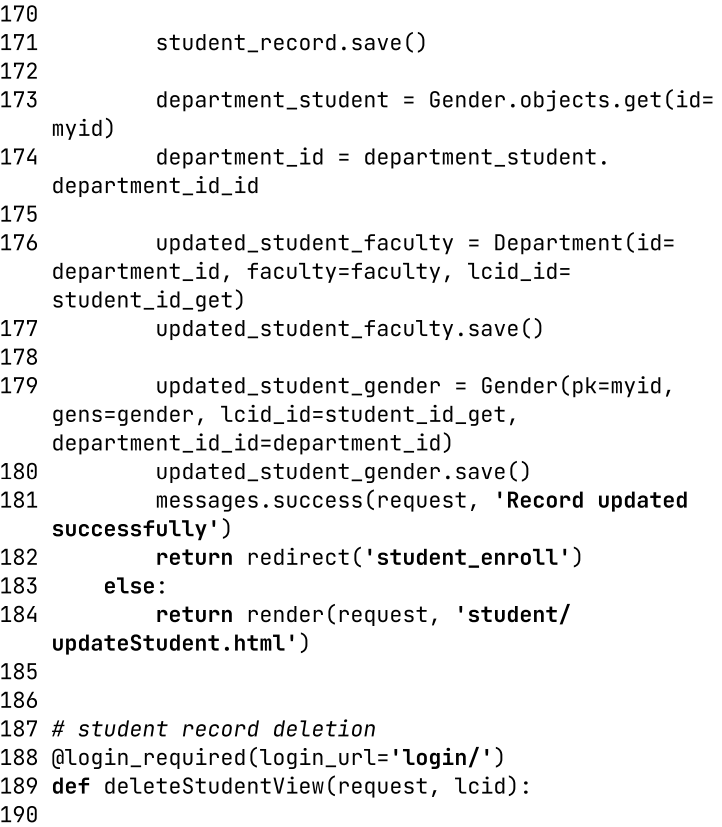 170
171         student_record.save()
172
173         department_student = Gender.objects.get(id=
    myid)
174         department_id = department_student.
    department_id_id
175
176         updated_student_faculty = Department(id=
    department_id, faculty=faculty, lcid_id=
    student_id_get)
177         updated_student_faculty.save()
178
179         updated_student_gender = Gender(pk=myid,
    gens=gender, lcid_id=student_id_get,
    department_id_id=department_id)
180         updated_student_gender.save()
181         messages.success(request, 'Record updated
    successfully')
182         return redirect('student_enroll')
183     else:
184         return render(request, 'student/
    updateStudent.html')
185
186
187 # student record deletion
188 @login_required(login_url='login/')
189 def deleteStudentView(request, lcid):
190